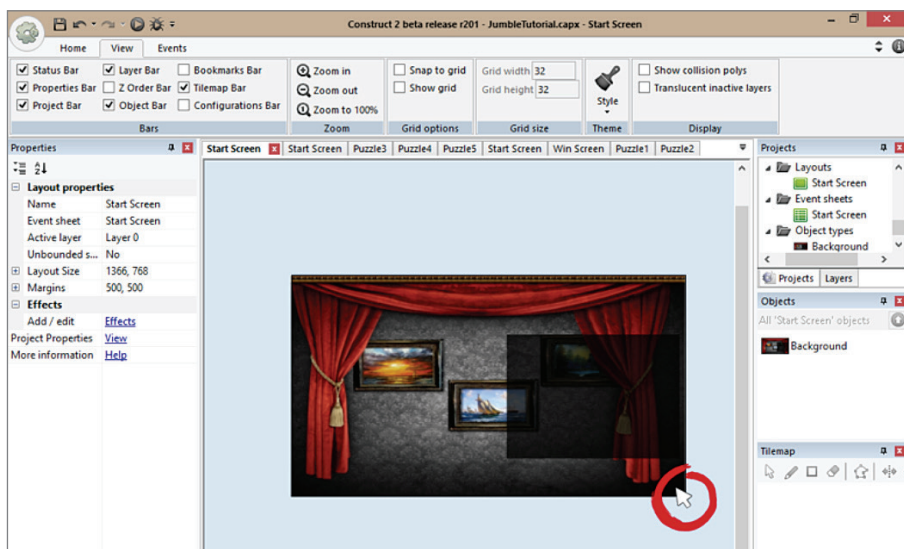 Construct 2 beta release r201 - JumbleTutorial.capx - Start Screen
Home View Events
Status Bar Layer Bar Bookmarks Bar
Properties Bar Z Order Bar Tilemap Bar
Project Bar Object Bar Configurations Bar
Bars
Zoom in
Zoom out
Zoom to 100%
Zoom
Snap to grid
Show grid
Grid options
Grid width 32
Grid height 32
Grid size
Style
Theme
Show collision polys
Translucent inactive layers
Display
Properties
Layout properties
Name Start Screen
Event sheet Start Screen
Active layer Layer 0
Unbounded s... No
Layout Size 1366, 768
Margins 500, 500
Effects
Add / edit Effects
Project Properties View
More information Help
Start Screen Start Screen Puzzle3 Puzzle4 Puzzle5 Start Screen Win Screen Puzzle1 Puzzle2
Projects
Layouts
Start Screen
Event sheets
Start Screen
Object types
Background
Projects Layers
Objects
All 'Start Screen' objects
Background
Tilemap